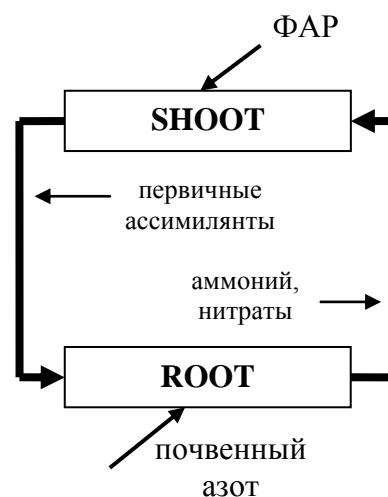 ФАР
SHOOT
первичные
ассимилянты
аммоний,
нитраты
ROOT
почвенный
азот